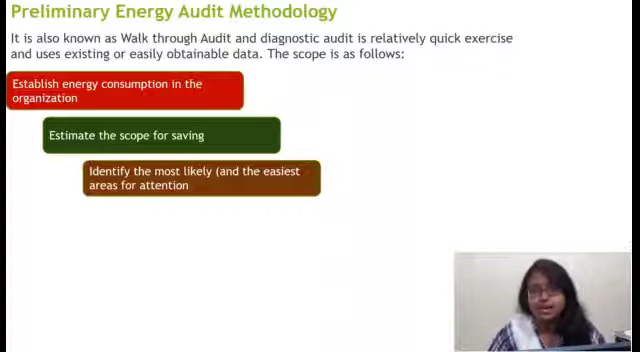 Preliminary Energy Audit Methodology
It is also known as Walk through Audit and diagnostic audit is relatively quick exercise
and uses existing or easily obtainable data. The scope is as follows:
Establish energy consumption in the
organization
Estimate the scope for saving
Identify the most likely (and the easiest
areas for attention